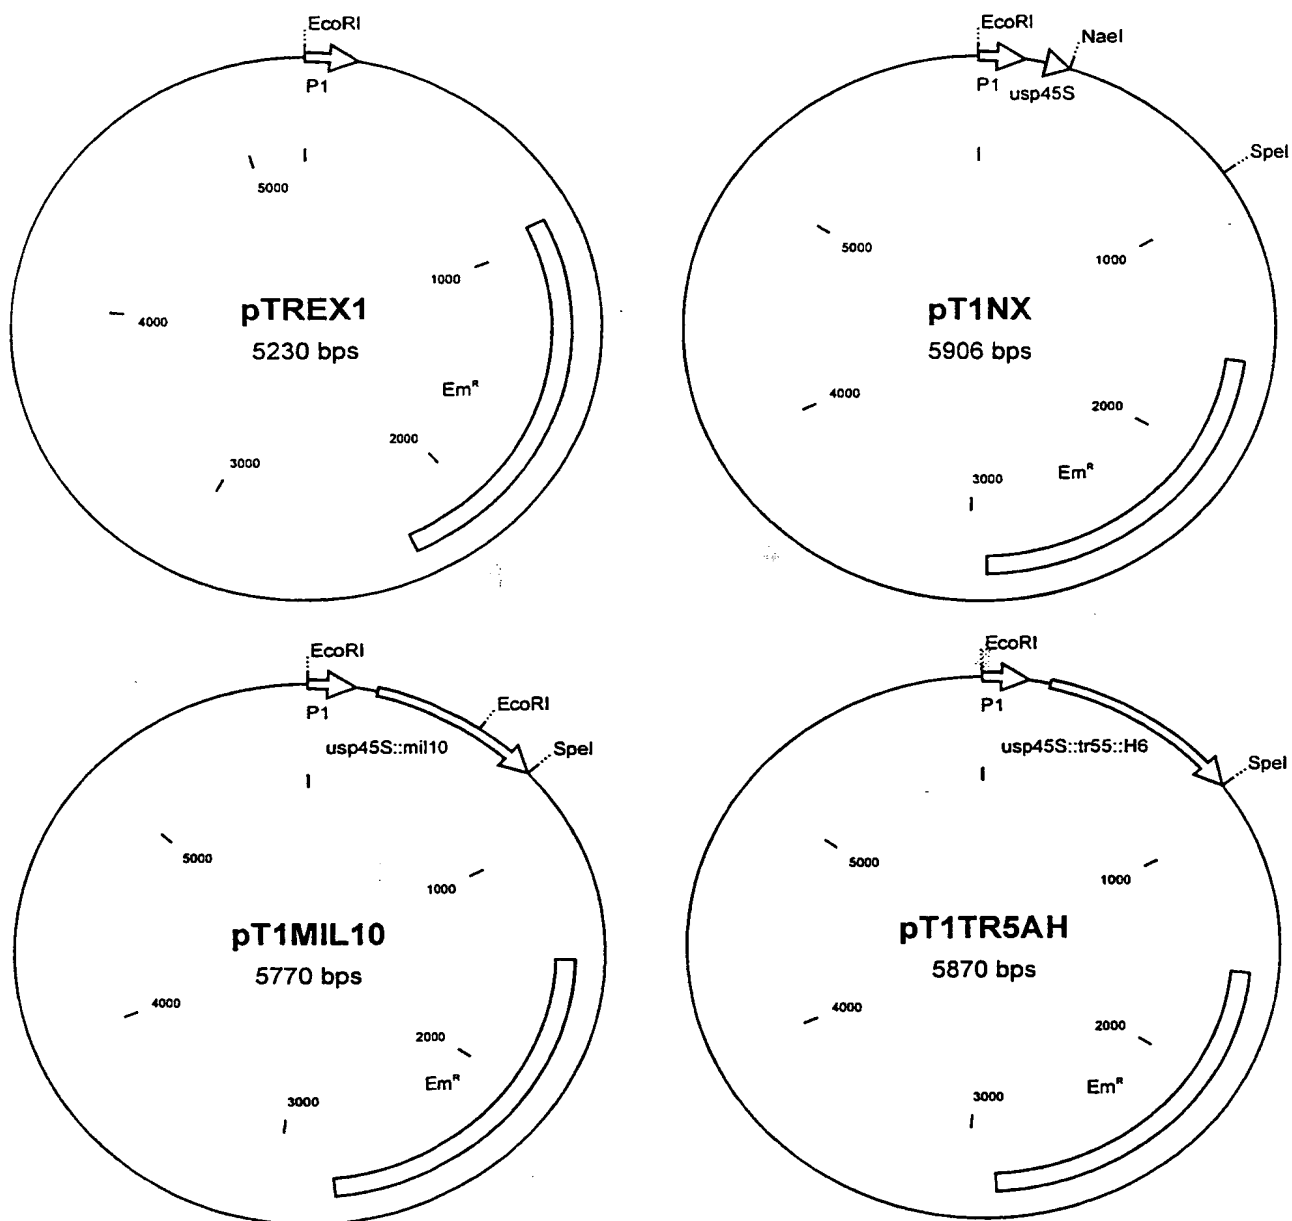 EcoRI
P1
5000
1000
pTREX1
4000
5230 bps
Em^R
2000
3000
EcoRI
NaeI
P1
usp45S
SpeI
5000
1000
pT1NX
5906 bps
4000
2000
3000
Em^R
EcoRI
P1
EcoRI
usp45S::mil10
SpeI
5000
1000
pT1MIL10
5770 bps
4000
2000
Em^R
3000
EcoRI
P1
usp45S::tr55::H6
SpeI
5000
1000
pT1TR5AH
5870 bps
4000
2000
3000
Em^R